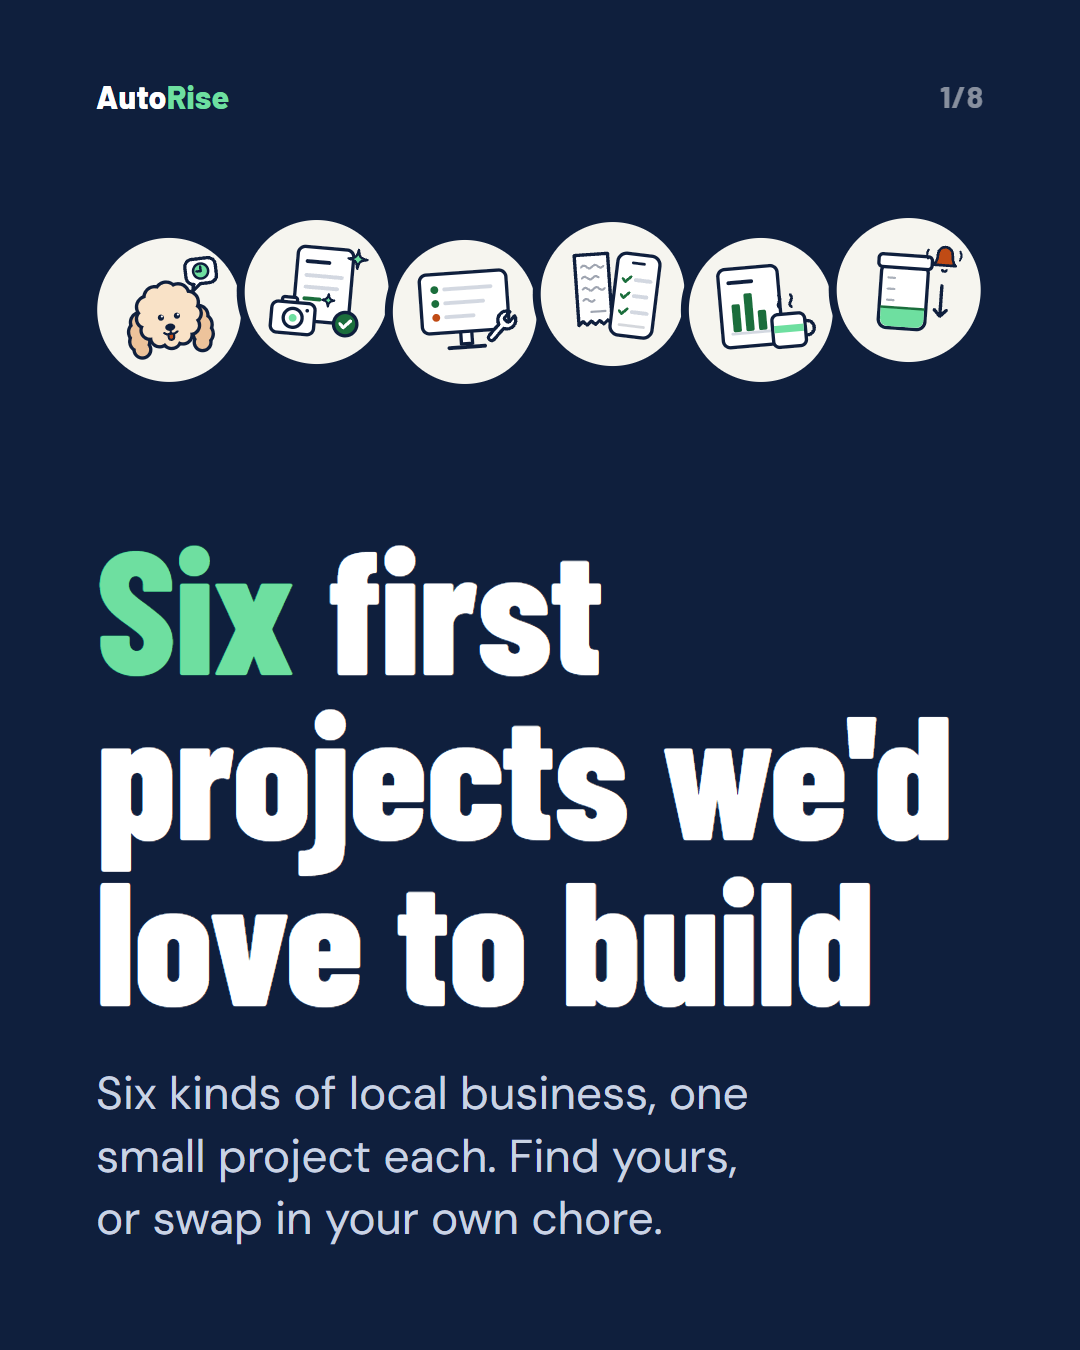 AutoRise
1/8
Six first
projects we'd
love to build
Six kinds of local business, one
small project each. Find yours,
or swap in your own chore.